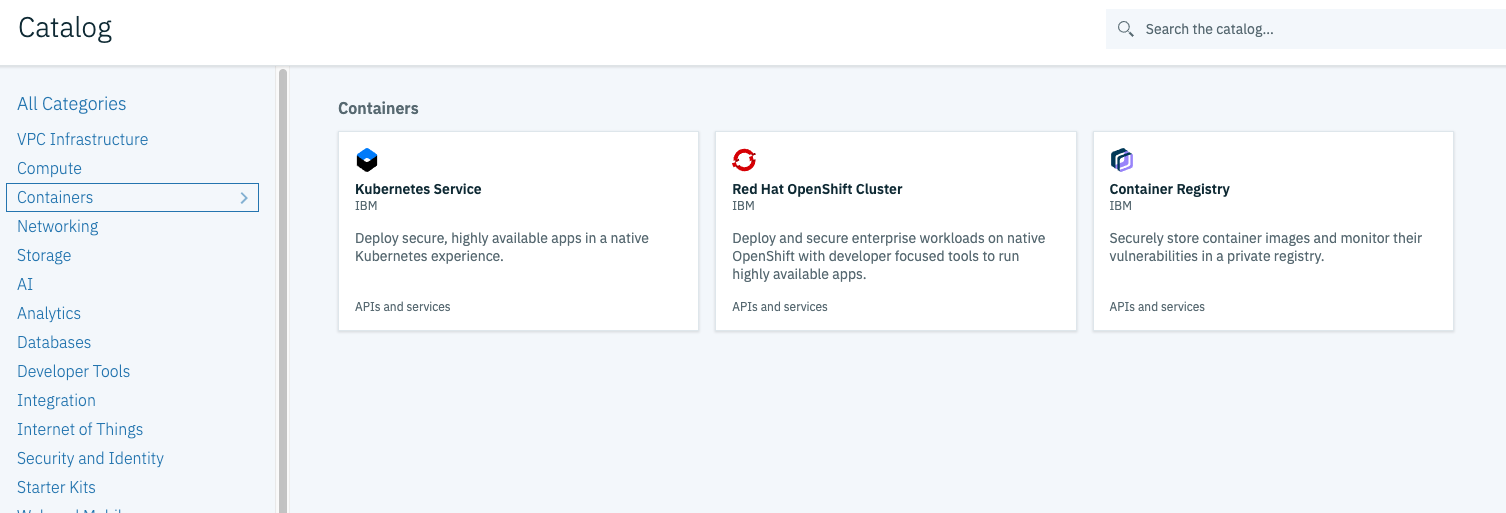 Catalog
Search the catalog...
All Categories
VPC Infrastructure
Compute
Containers
Networking
Storage
AI
Analytics
Databases
Developer Tools
Integration
Internet of Things
Security and Identity
Starter Kits
Containers
Kubernetes Service
IBM
Deploy secure, highly available apps in a native
Kubernetes experience.
APIs and services
Red Hat OpenShift Cluster
IBM
Deploy and secure enterprise workloads on native
OpenShift with developer focused tools to run
highly available apps.
APIs and services
Container Registry
IBM
Securely store container images and monitor their
vulnerabilities in a private registry.
APIs and services